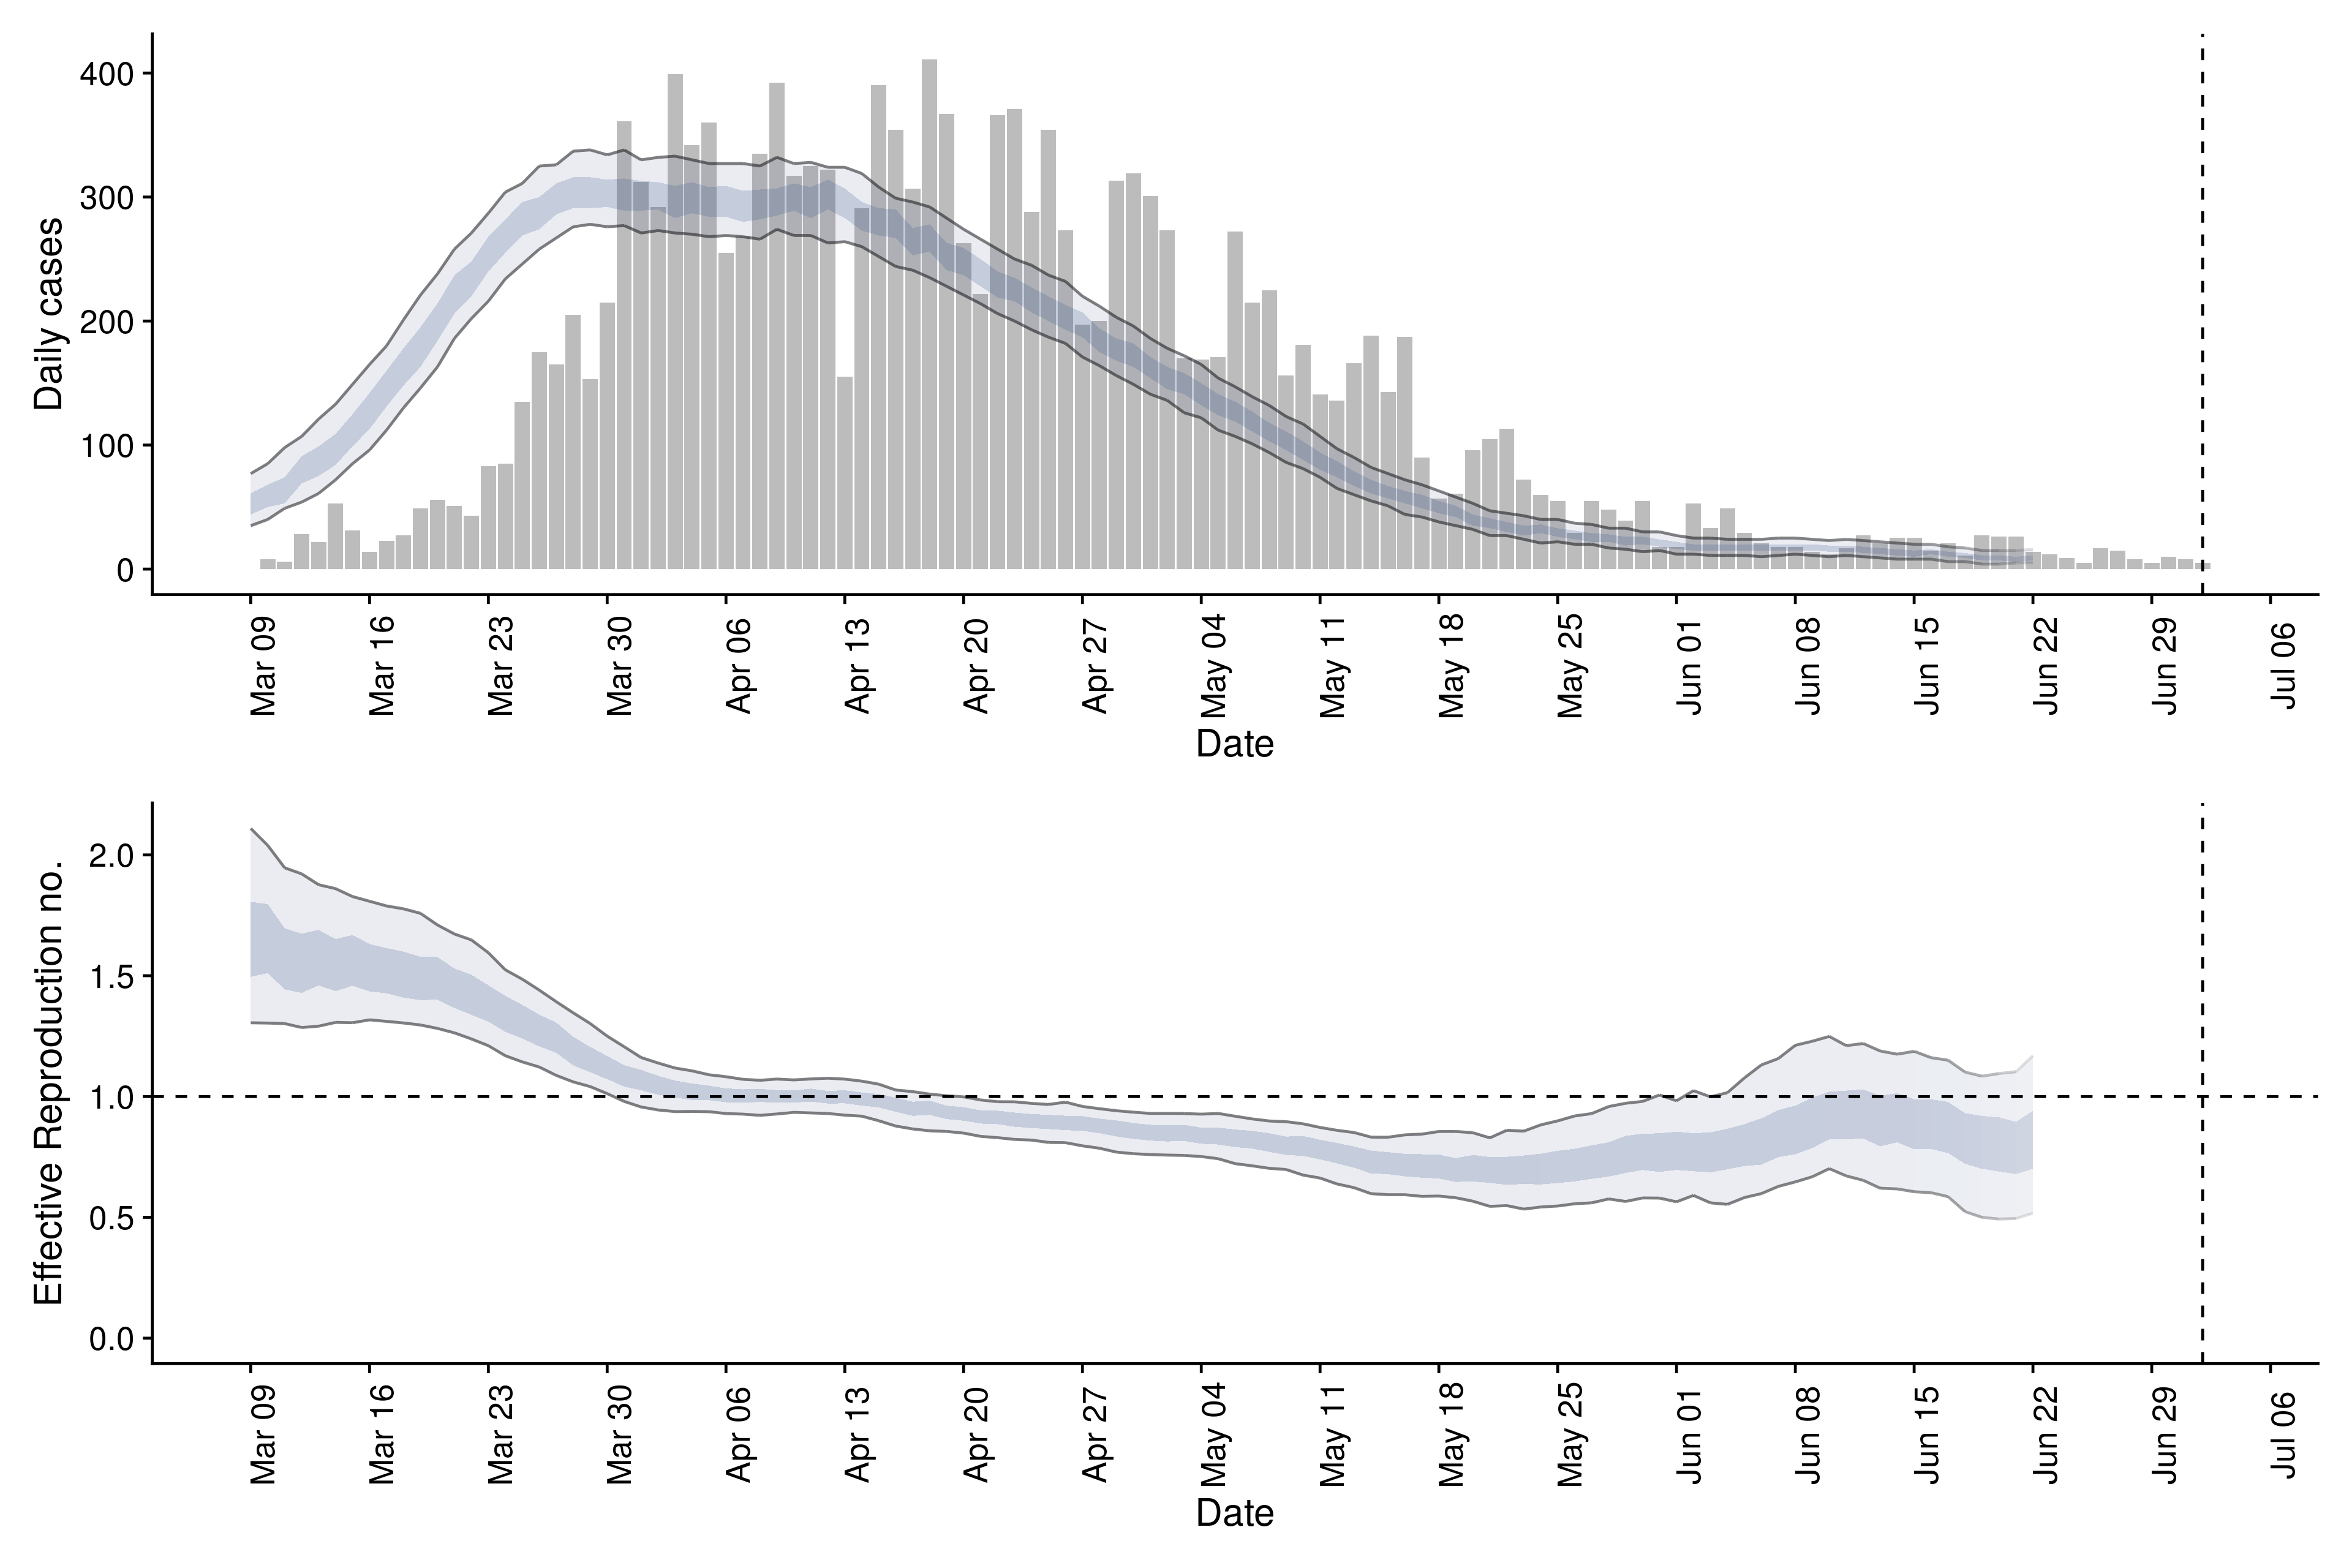 Daily cases
400
300
200
100
0
Mar 09
Mar 16
Mar 23
Mar 30
Apr 06
Apr 13
Apr 20
Apr 27
May 04
May 11
May 18
May 25
Jun 01
Jun 08
Jun 15
Jun 22
Jun 29
Jul 06
Date
Effective Reproduction no.
2.0
1.5
1.0
0.5
0.0
Mar 09
Mar 16
Mar 23
Mar 30
Apr 06
Apr 13
Apr 20
Apr 27
May 04
May 11
May 18
May 25
Jun 01
Jun 08
Jun 15
Jun 22
Jun 29
Jul 06
Date